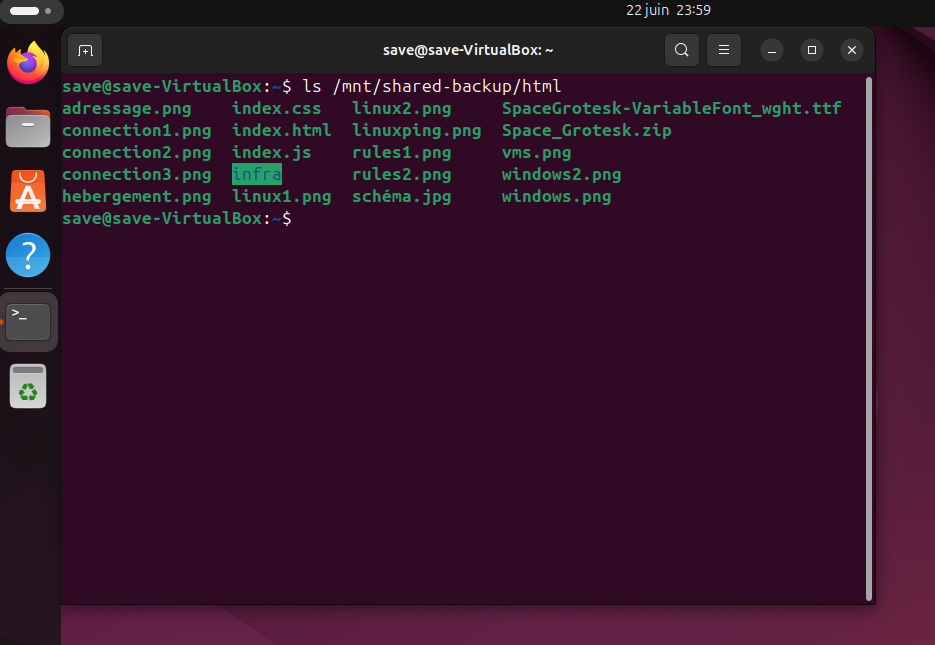 22 juin 23:59
save@save-VirtualBox: ~
save@save-VirtualBox:~$ ls /mnt/shared-backup/html
adressage.png index.css linux2.png SpaceGrotesk-VariableFont_wght.ttf
connection1.png index.html linuxping.png Space_Grotesk.zip
connection2.png index.js rules1.png vms.png
connection3.png infra rules2.png windows2.png
hebergement.png linux1.png schéma.jpg windows.png
save@save-VirtualBox:~$